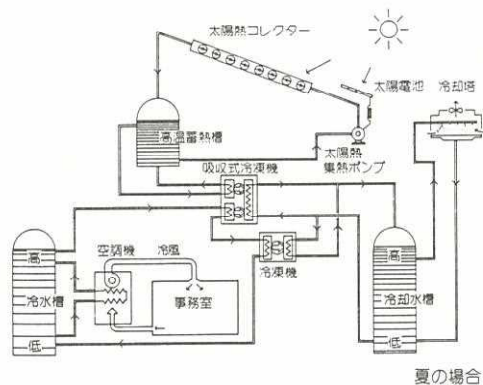 太陽熱コレクター
太陽電池
冷却塔
高温蓄熱槽
太陽熱
集熱ポンプ
吸収式冷凍機
高
空調機
冷風
冷凍機
高
冷水槽
事務室
冷却水槽
低
低
夏の場合